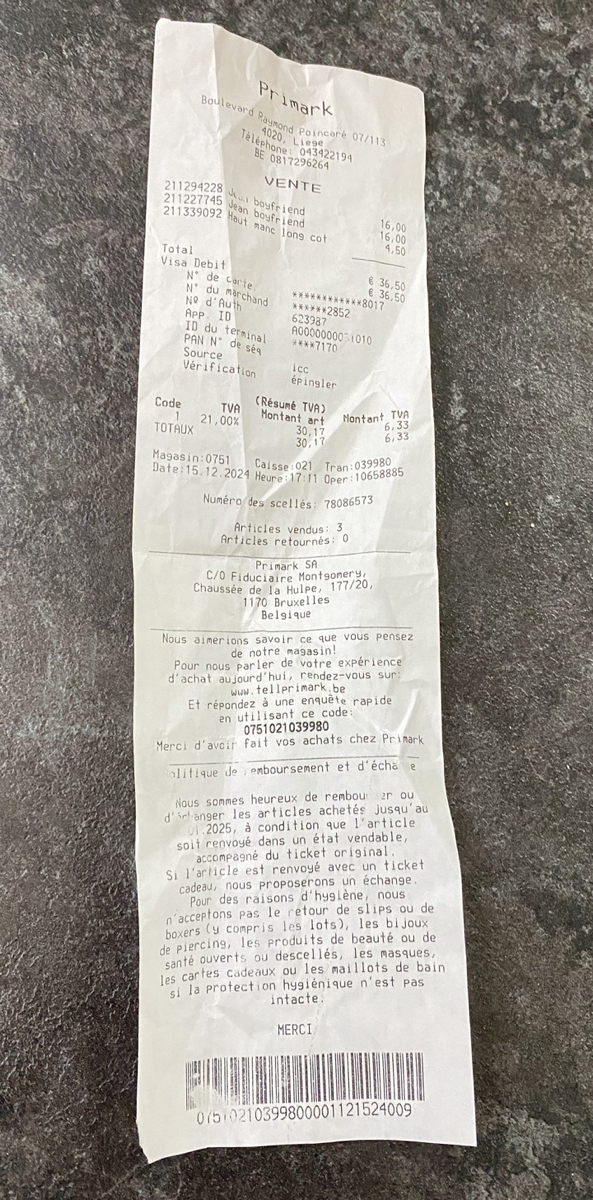 Primark
Boulevard Raymond Poincaré 07/113
4020, Liege
Téléphone: 043422194
BE 0817296264
VENTE
211294228 Jean boyfriend 16,00
211227745 Jean boyfriend 16,00
211339092 Haut manc long cot 4,50
Total € 36,50
Visa Debit € 36,50
N° de carte ************8017
N° du marchand ******2852
Nº d'Auth 623987
App. ID
ID du terminal ****7170
PAN N° de séq
Source icc
Vérification épingler
(Résumé TVA)
Code TVA Montant art Montant TVA
1 21,00% 30,17 6,33
TOTAUX 30,17 6,33
Magasin:0751 Caisse:021 Tran:039980
Date:15.12.2024 Heure:17:11 Oper:10658885
Numéro des scellés: 78086573
Articles vendus: 3
Articles retournés: 0
Primark SA
C/O Fiduciaire Montgomery,
Chaussée de la Hulpe, 177/20,
1170 Bruxelles
Belgique
Nous aimerions savoir ce que vous pensez
de notre magasin!
Pour nous parler de votre expérience
d'achat aujourd'hui, rendez-vous sur:
www.tellprimark.be
Et répondez à une enquête rapide
en utilisant ce code:
0751021039980
Merci d'avoir fait vos achats chez Primark
de et
Nous sommes heureux de ou
les articles achetés jusqu'au
.2025, à condition que l'article
soit renvoyé dans un état vendable,
accompagné du ticket original.
Si l'article est renvoyé avec un ticket
cadeau, nous proposerons un échange.
Pour des raisons d'hygiène, nous
n'acceptons pas le retour de slips ou de
boxers (y compris les lots), les bijoux
de piercing, les produits de beauté ou de
santé ouverts ou descellés, les masques,
les cartes cadeaux ou les maillots de bain
si la protection hygiénique n'est pas
intacte.
MERCI
07510210399800001121524009